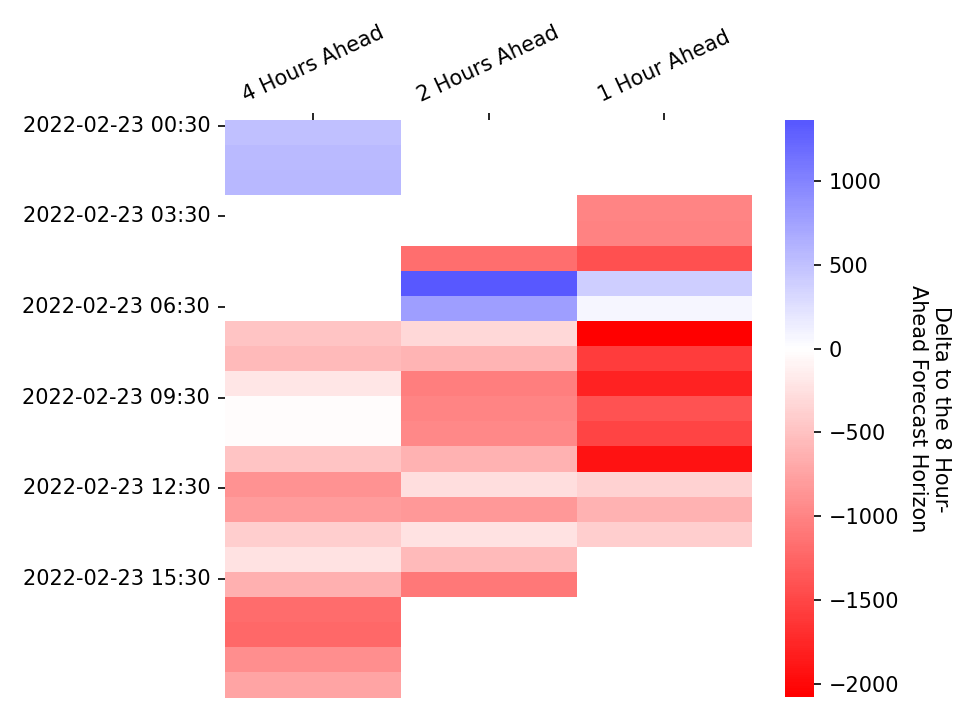 4 Hours Ahead
2 Hours Ahead
1 Hour Ahead
2022-02-23 00:30
2022-02-23 03:30
2022-02-23 06:30
2022-02-23 09:30
2022-02-23 12:30
2022-02-23 15:30
1000
500
0
−500
−1000
−1500
−2000
Delta to the 8 Hour-
Ahead Forecast Horizon